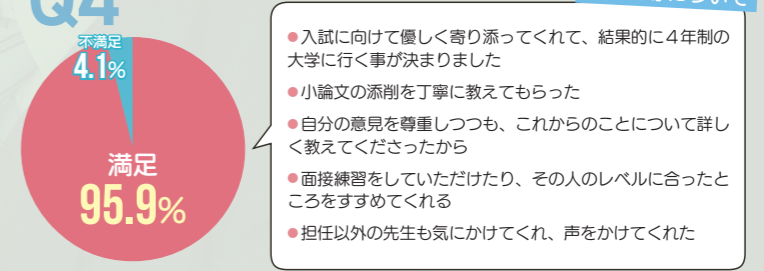 Q4
について
不満足
4.1%
満足
95.9%
●入試に向けて優しく寄り添ってくれて、結果的に４年制の
大学に行く事が決まりました
●小論文の添削を丁寧に教えてもらった
●自分の意見を尊重しつつも、これからのことについて詳し
く教えてくださったから
●面接練習をしていただけたり、その人のレベルに合ったと
ころをすすめてくれる
●担任以外の先生も気にかけてくれ、声をかけてくれた